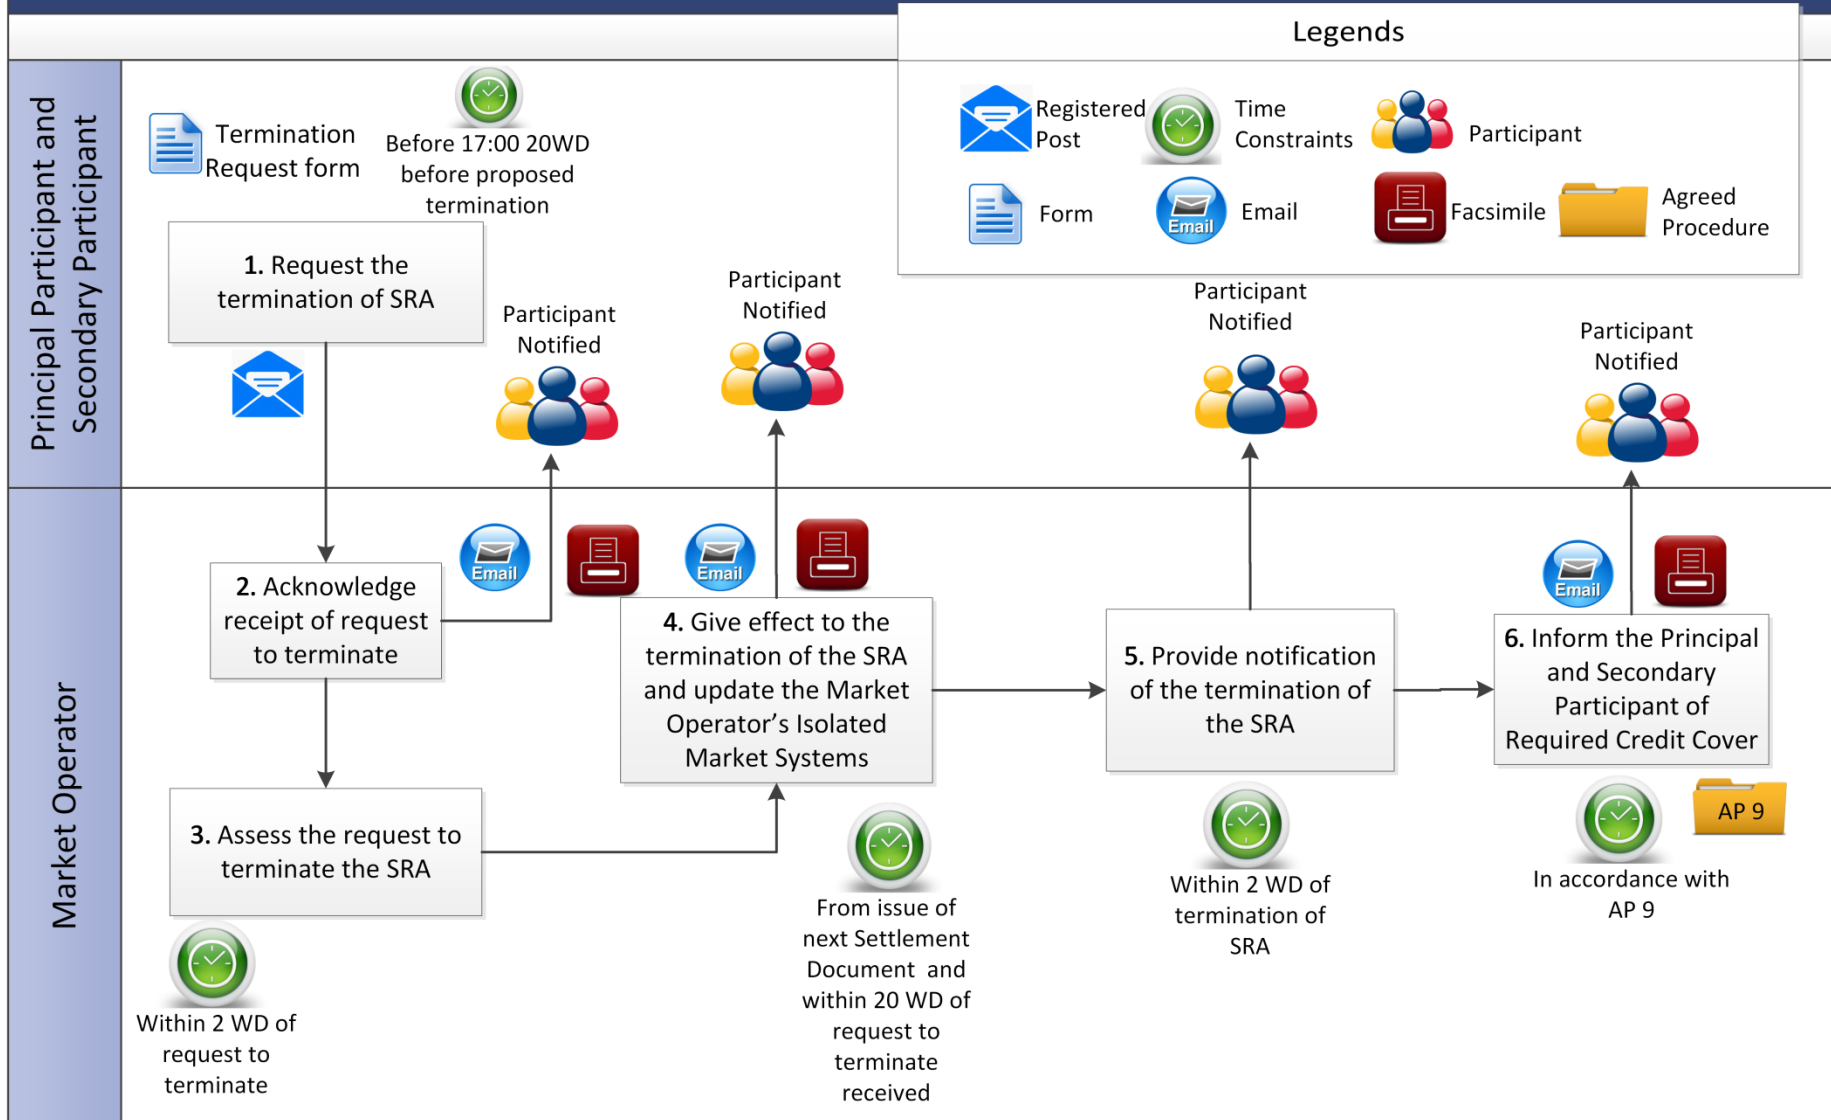 Legends
Registered
Post
Time
Constraints
Participant
Form
Email
Email
Facsimile
Agreed
Procedure
Principal Participant and
Secondary Participant
Termination
Request form
Before 17:00 20WD
before proposed
termination
1. Request the
termination of SRA
Participant
Notified
Participant
Notified
Participant
Notified
Participant
Notified
Market Operator
Email
Email
Email
2. Acknowledge
receipt of request
to terminate
3. Assess the request to
terminate the SRA
Within 2 WD of
request to
terminate
4. Give effect to the
termination of the SRA
and update the Market
Operator's Isolated
Market Systems
From issue of
next Settlement
Document and
within 20 WD of
request to
terminate
received
5. Provide notification
of the termination of
the SRA
Within 2 WD of
termination of
SRA
6. Inform the Principal
and Secondary
Participant of
Required Credit Cover
AP 9
In accordance with
AP 9